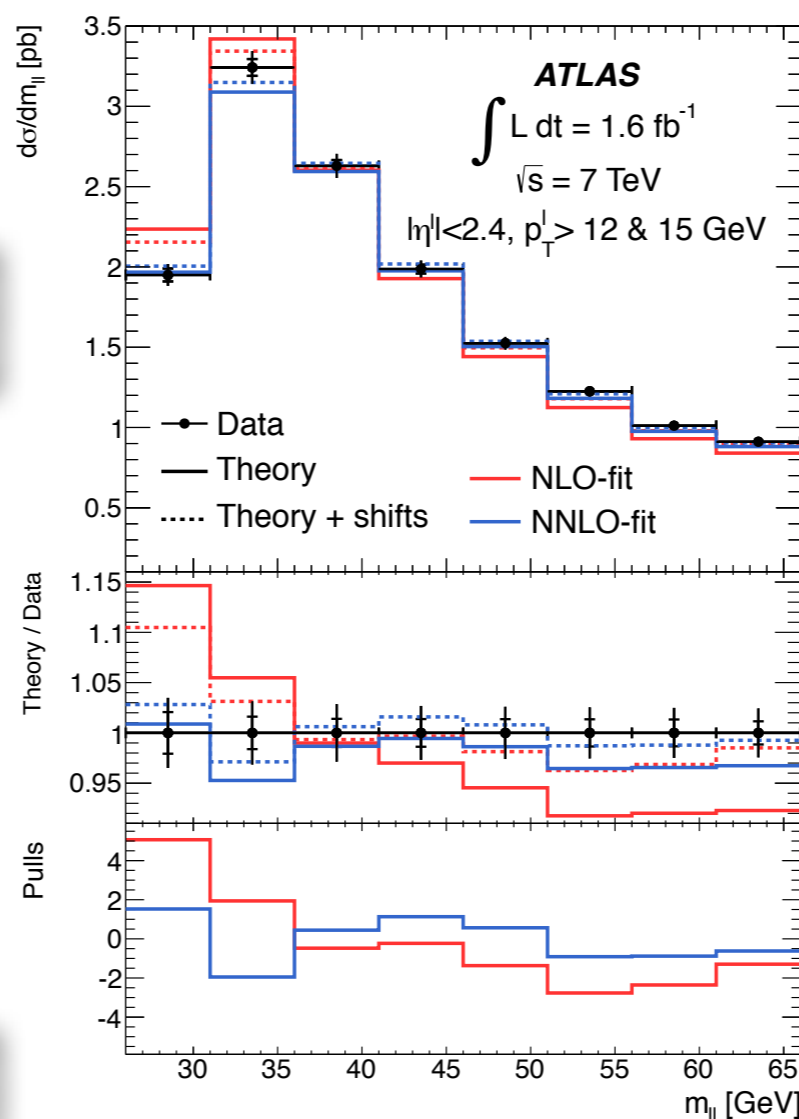 dσ/dm_ll [pb]
3.5
3
2.5
2
1.5
1
0.5
ATLAS
∫ L dt = 1.6 fb⁻¹
√s = 7 TeV
|η^l|<2.4, p_T^l> 12 & 15 GeV
Data
Theory
Theory + shifts
NLO-fit
NNLO-fit
Theory / Data
1.15
1.1
1.05
1
0.95
Pulls
4
2
0
-2
-4
30 35 40 45 50 55 60 65
m_ll [GeV]